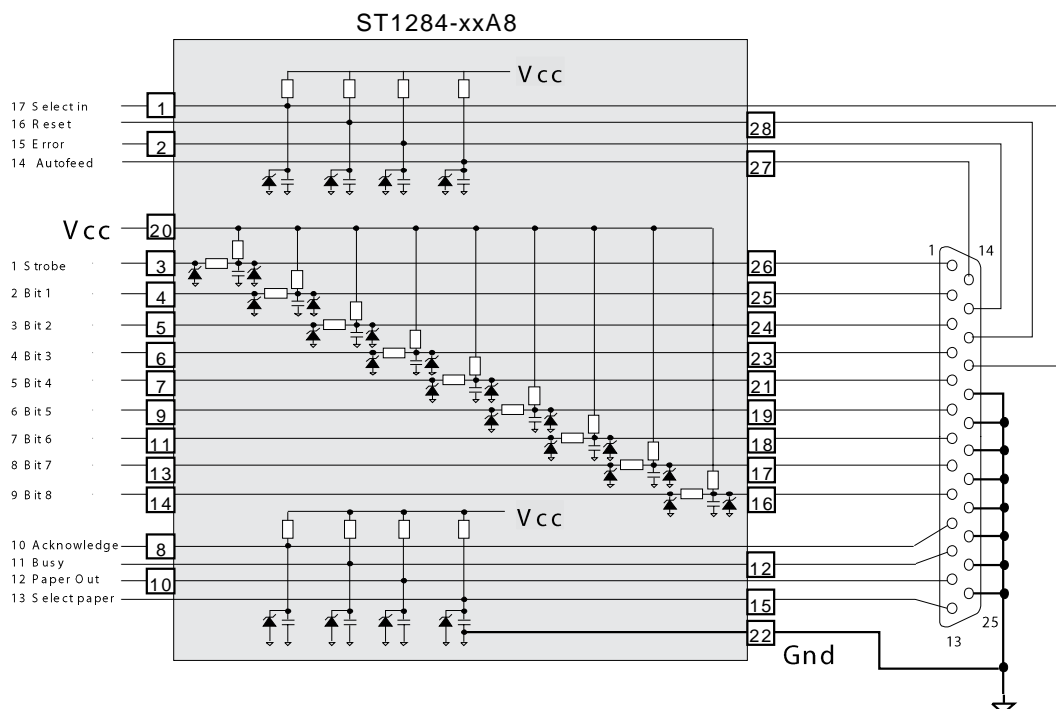 ST1284-xxA8
Vcc
17 Select in
1
16 Reset
28
15 Error
2
14 Autofeed
27
Vcc
20
1 Strobe
3
26
1
14
2 Bit 1
4
25
3 Bit 2
5
24
4 Bit 3
6
23
5 Bit 4
7
21
6 Bit 5
9
19
7 Bit 6
11
18
8 Bit 7
13
17
9 Bit 8
14
16
Vcc
10 Acknowledge
8
11 Busy
12
12 Paper Out
10
13 Select paper
15
25
13
22
Gnd